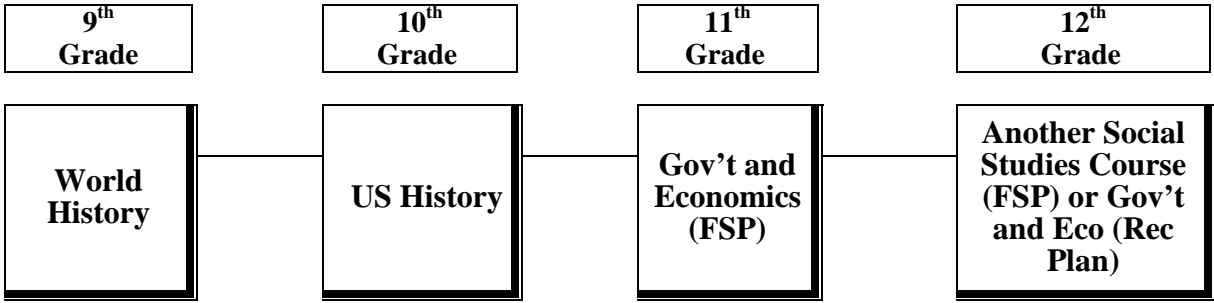 9th
Grade
10th
Grade
11th
Grade
12th
Grade
World
History
US History
Gov’t and
Economics
(FSP)
Another Social
Studies Course
(FSP) or Gov’t
and Eco (Rec
Plan)